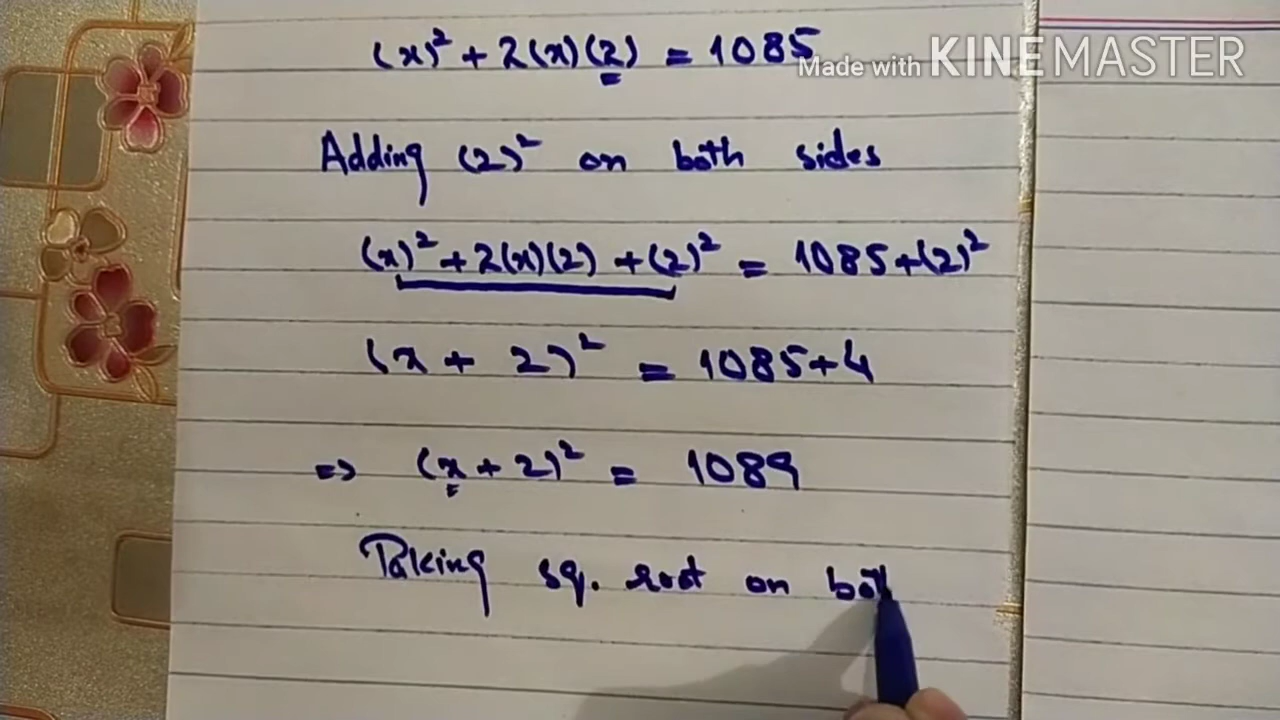 (x)² + 2(x)(2) = 1085
Made with KINEMASTER
Adding (2)² on both sides
(x)² + 2(x)(2) + (2)² = 1085+(2)²
(x + 2)² = 1085+4
=> (x + 2)² = 1089
Taking sq. root on bot